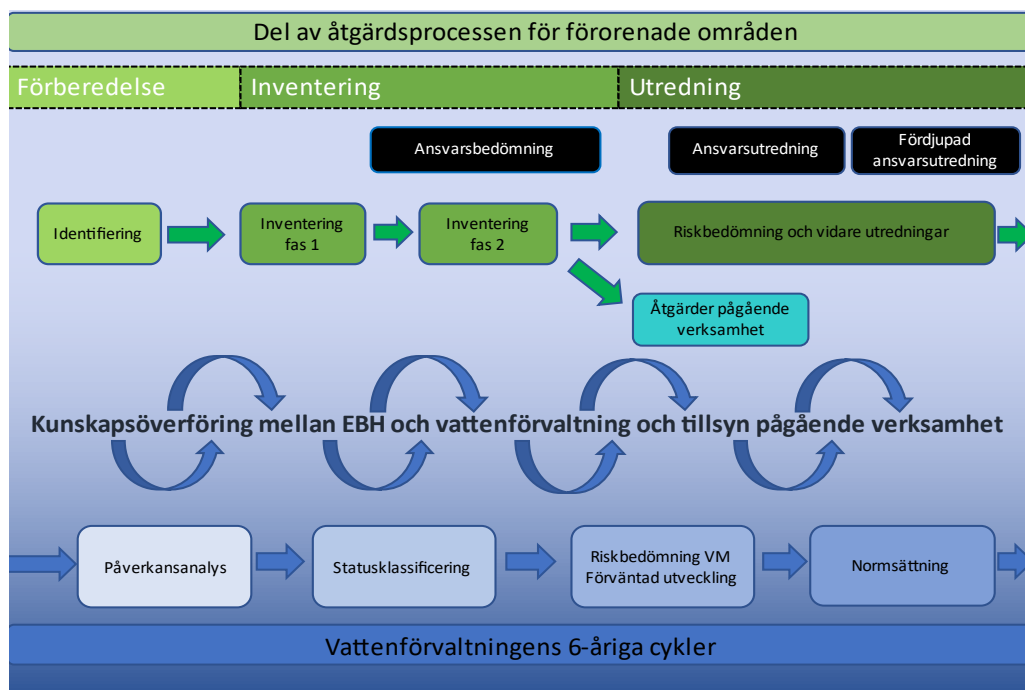 Del av åtgärdsprocessen för förorenade områden
Förberedelse
Inventering
Utredning
Ansvarsbedömning
Ansvarsutredning
Fördjupad
ansvarsutredning
Identifiering
Inventering
fas 1
Inventering
fas 2
Riskbedömning och vidare utredningar
Åtgärder pågående
verksamhet
Kunskapsöverföring mellan EBH och vattenförvaltning och tillsyn pågående verksamhet
Påverkansanalys
Statusklassificering
Riskbedömning VM
Förväntad utveckling
Normsättning
Vattenförvaltningens 6-åriga cykler